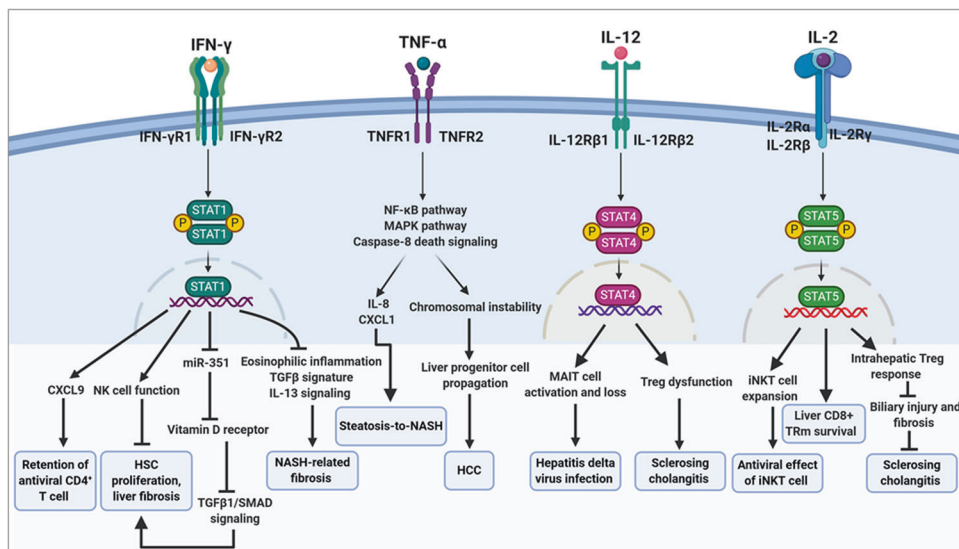 IFN-γ
IFN-γR1
IFN-γR2
STAT1
P
P
STAT1
STAT1
CXCL9
Retention of
antiviral CD4⁺
T cell
NK cell function
HSC
proliferation,
liver fibrosis
miR-351
Vitamin D receptor
TGFβ1/SMAD
signaling
Eosinophilic inflammation
TGFβ signature
IL-13 signaling
NASH-related
fibrosis
TNF-α
TNFR1
TNFR2
NF-κB pathway
MAPK pathway
Caspase-8 death signaling
IL-8
CXCL1
Steatosis-to-NASH
Chromosomal instability
Liver progenitor cell
propagation
HCC
IL-12
IL-12Rβ1
IL-12Rβ2
STAT4
P
P
STAT4
STAT4
MAIT cell
activation and loss
Hepatitis delta
virus infection
Treg dysfunction
Sclerosing
cholangitis
IL-2
IL-2Rα
IL-2Rβ
IL-2Rγ
STAT5
P
P
STAT5
STAT5
iNKT cell
expansion
Antiviral effect
of iNKT cell
Liver CD8+
TRm survival
Intrahepatic Treg
response
Biliary injury and
fibrosis
Sclerosing
cholangitis